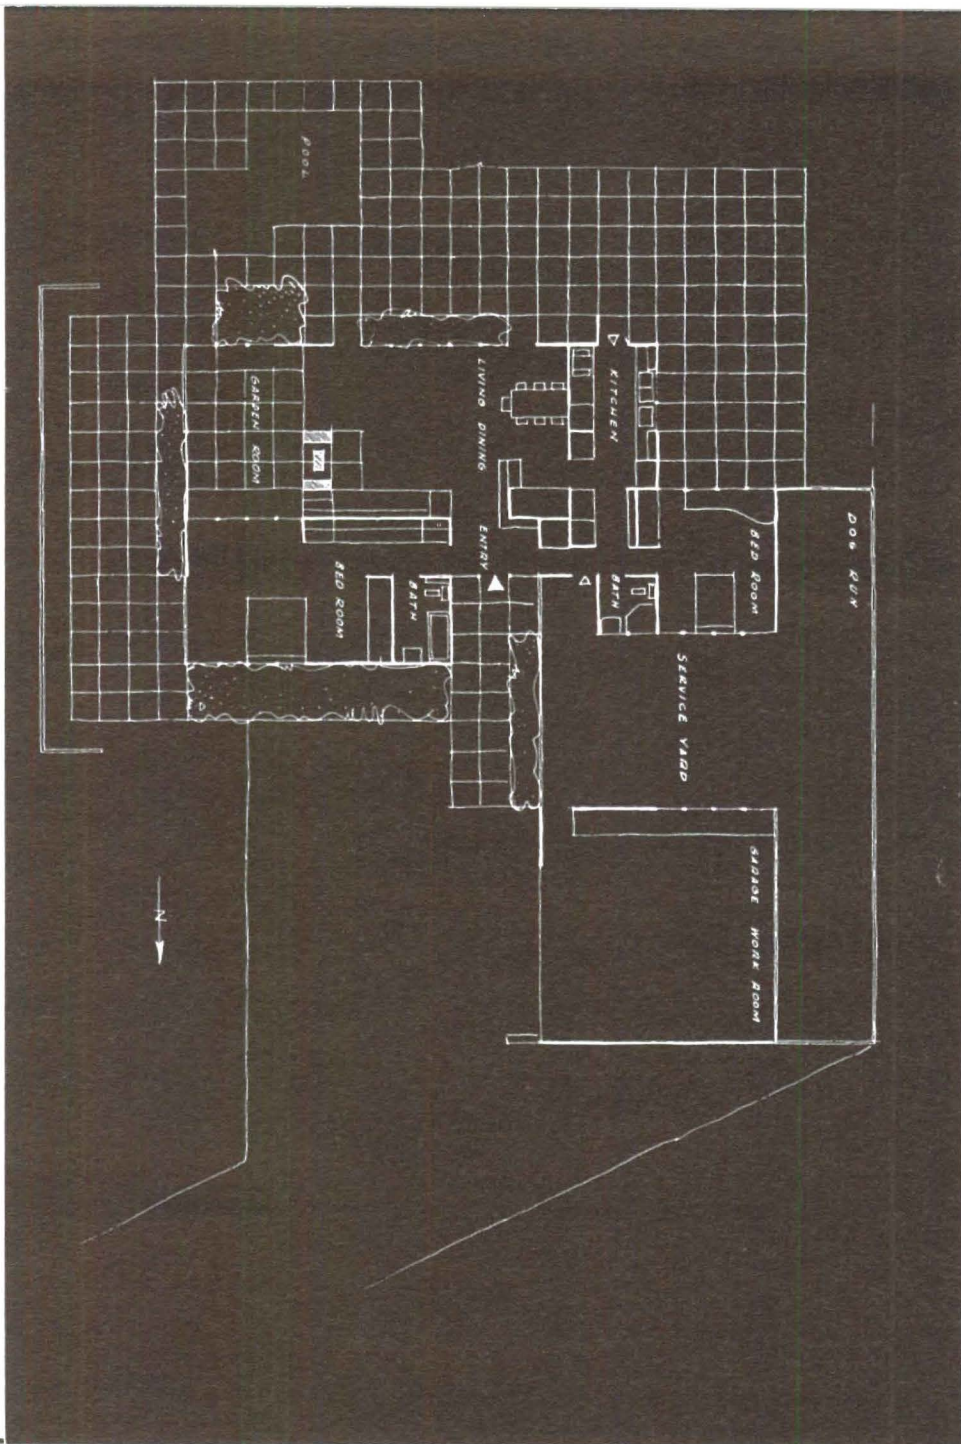 POOL
GARDEN ROOM
LIVING DINING
KITCHEN
ENTRY
BED ROOM
BATH
BATH
BED ROOM
DOG RUN
SERVICE YARD
GARAGE WORK ROOM
N